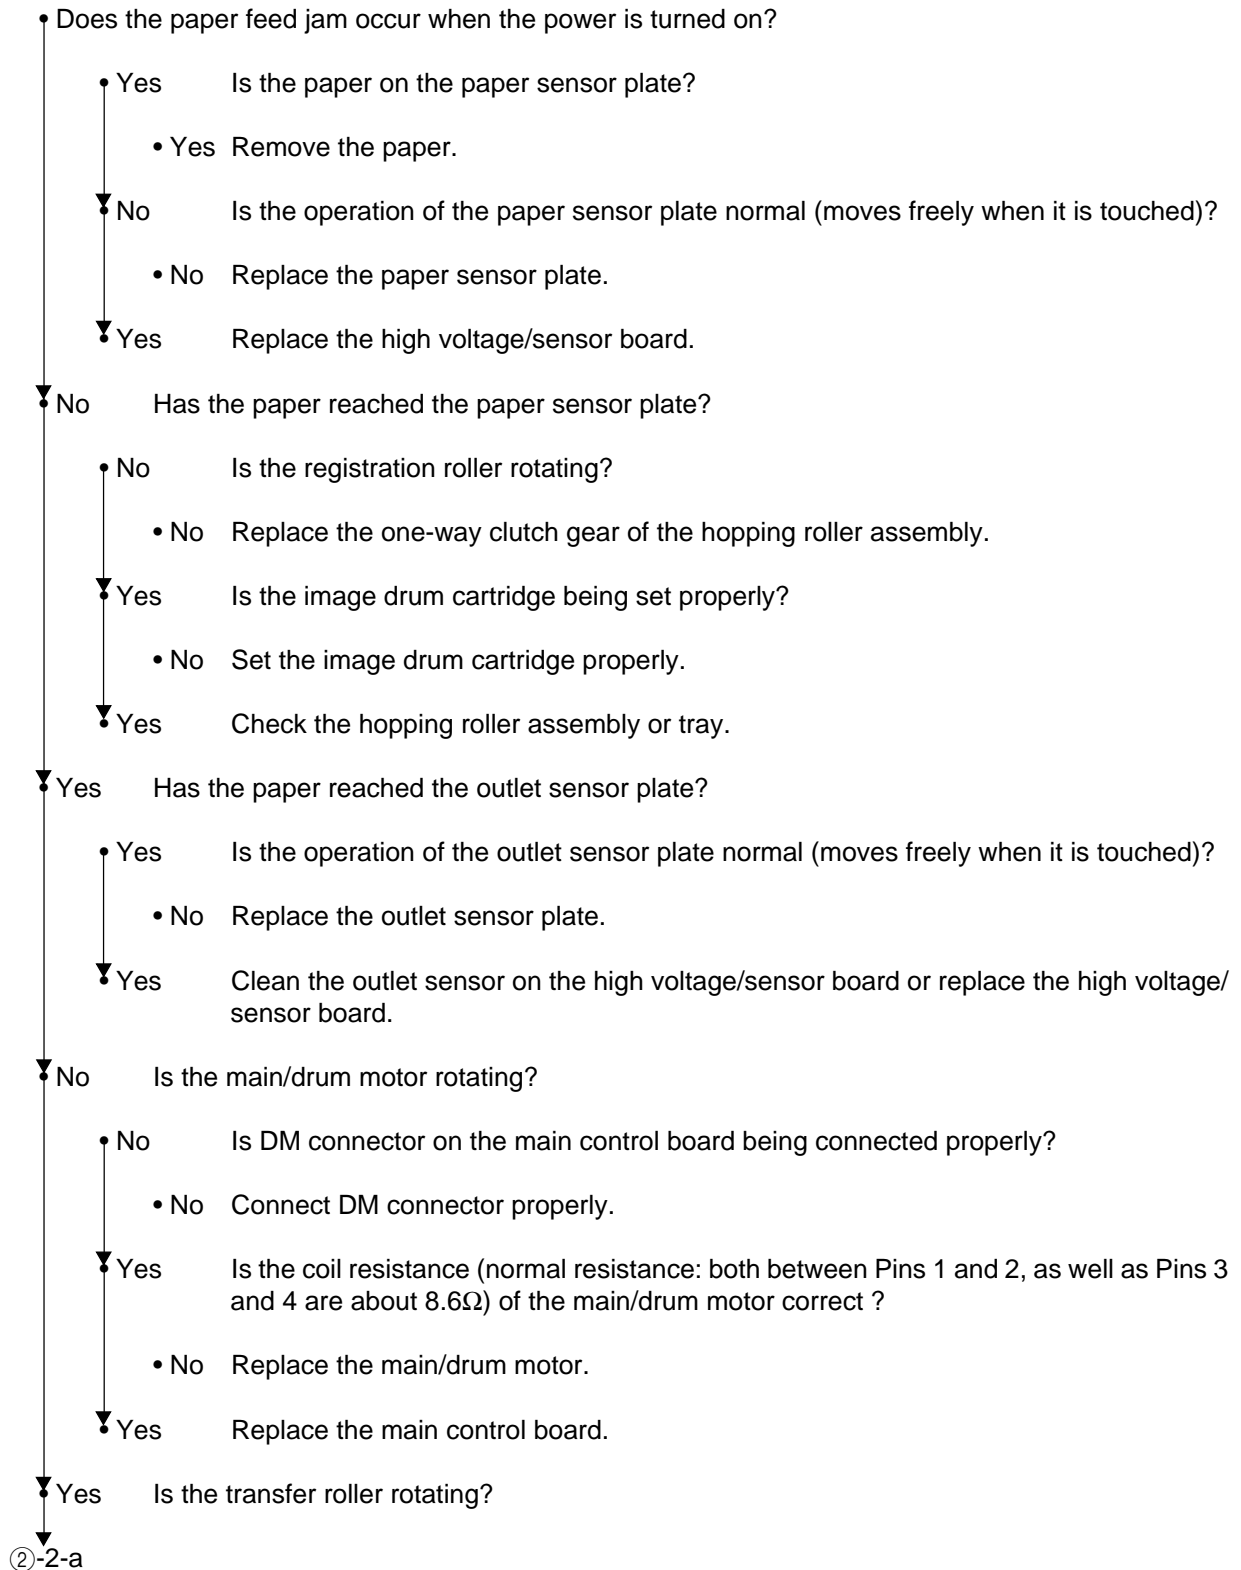 • Does the paper feed jam occur when the power is turned on?
• Yes Is the paper on the paper sensor plate?
• Yes Remove the paper.
• No Is the operation of the paper sensor plate normal (moves freely when it is touched)?
• No Replace the paper sensor plate.
• Yes Replace the high voltage/sensor board.
• No Has the paper reached the paper sensor plate?
• No Is the registration roller rotating?
• No Replace the one-way clutch gear of the hopping roller assembly.
• Yes Is the image drum cartridge being set properly?
• No Set the image drum cartridge properly.
• Yes Check the hopping roller assembly or tray.
• Yes Has the paper reached the outlet sensor plate?
• Yes Is the operation of the outlet sensor plate normal (moves freely when it is touched)?
• No Replace the outlet sensor plate.
• Yes Clean the outlet sensor on the high voltage/sensor board or replace the high voltage/
sensor board.
• No Is the main/drum motor rotating?
• No Is DM connector on the main control board being connected properly?
• No Connect DM connector properly.
• Yes Is the coil resistance (normal resistance: both between Pins 1 and 2, as well as Pins 3
and 4 are about 8.6Ω) of the main/drum motor correct ?
• No Replace the main/drum motor.
• Yes Replace the main control board.
• Yes Is the transfer roller rotating?
②-2-a